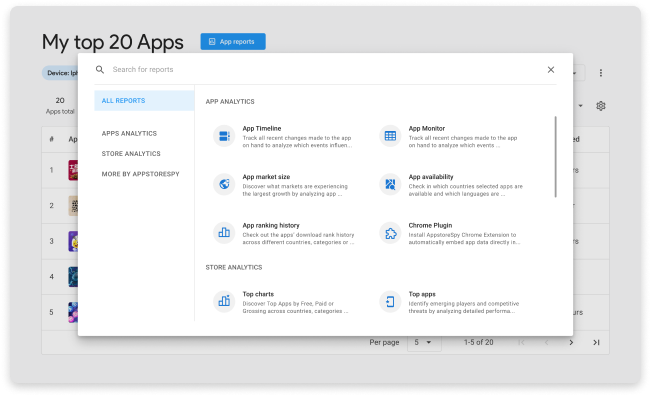 My top 20 Apps
App reports
Device: Iph
20
Apps total
#
Ap
ed
1
rs
2
r
3
rs
4
5
urs
Search for reports
ALL REPORTS
APPS ANALYTICS
STORE ANALYTICS
MORE BY APPSTORESPY
APP ANALYTICS
App Timeline
Track all recent changes made to the app
on hand to analyze which events influen...
App Monitor
Track all recent changes made to the app
on hand to analyze which events ...
App market size
Discover what markets are experiencing
the largest growth by analyzing app ...
App availability
Check in which countries selected apps are
available and which languages are ...
App ranking history
Check out the apps' download rank history
across different countries, categories or ...
Chrome Plugin
Install AppstoreSpy Chrome Extension to
automatically embed app data directly in...
STORE ANALYTICS
Top charts
Discover Top Apps by Free, Paid or
Grossing across countries, categories ...
Top apps
Identify emerging players and competitive
threats by analyzing detailed performa...
Per page
5
1-5 of 20